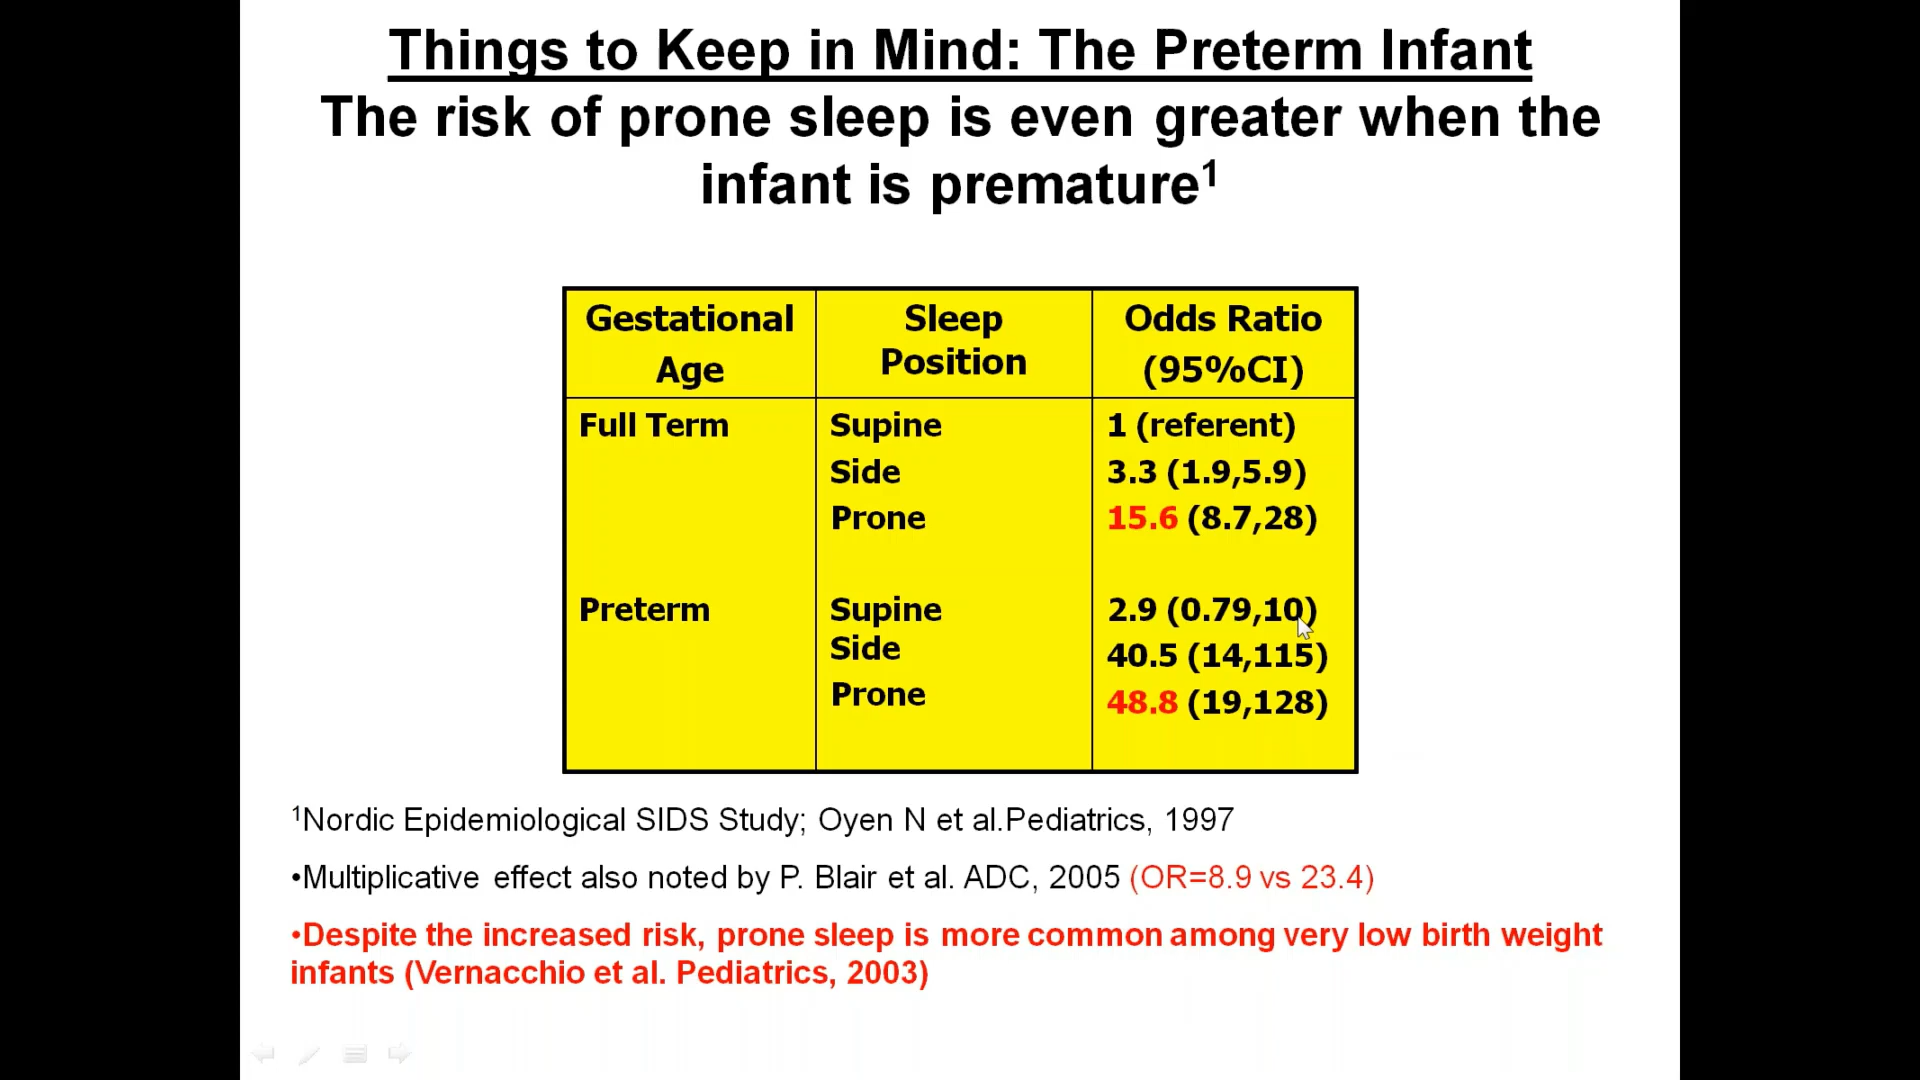 Things to Keep in Mind: The Preterm Infant
The risk of prone sleep is even greater when the
infant is premature¹
Gestational Age | Sleep Position | Odds Ratio (95%CI)
Full Term | Supine | 1 (referent)
Side | 3.3 (1.9,5.9)
Prone | 15.6 (8.7,28)
Preterm | Supine | 2.9 (0.79,10)
Side | 40.5 (14,115)
Prone | 48.8 (19,128)
¹Nordic Epidemiological SIDS Study; Oyen N et al.Pediatrics, 1997
•Multiplicative effect also noted by P. Blair et al. ADC, 2005 (OR=8.9 vs 23.4)
•Despite the increased risk, prone sleep is more common among very low birth weight
infants (Vernacchio et al. Pediatrics, 2003)